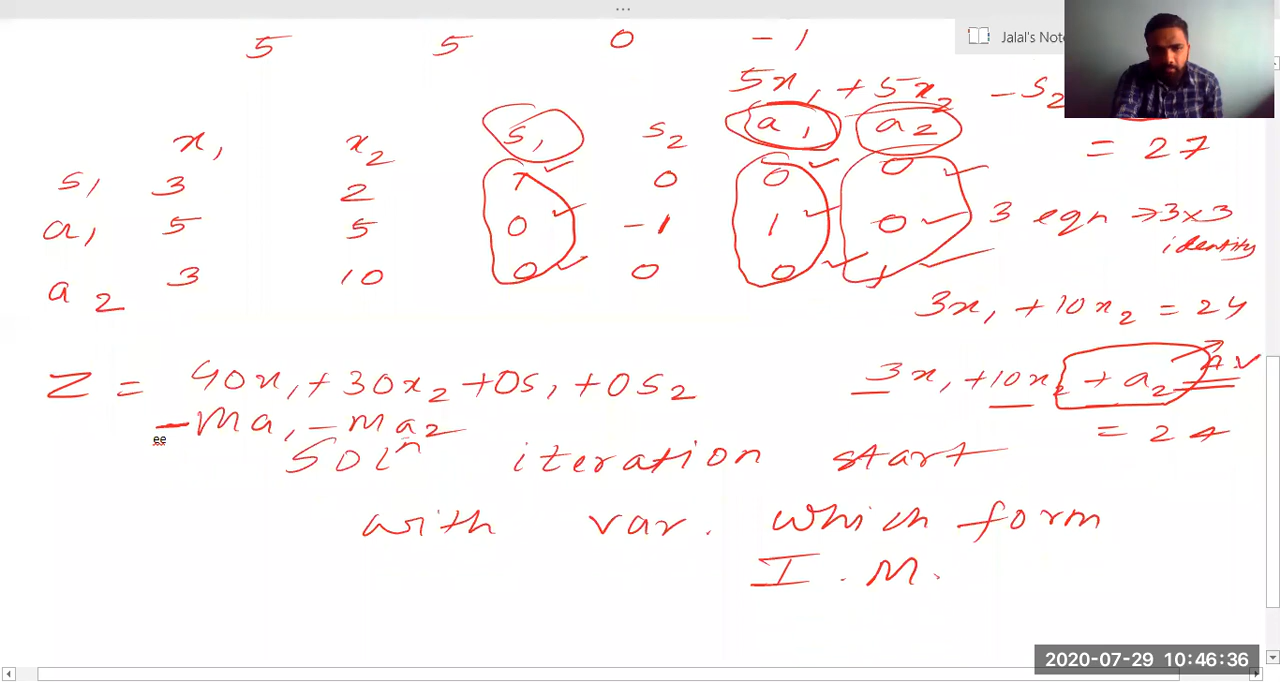 5 5 0 -1
Jalal's Note
5x₁ + 5x₂ - s₂
= 27
x₁ x₂ s₁ s₂ a₁ a₂
s₁ 3 2 1 0 0 0
a₁ 5 5 0 -1 1 0
a₂ 3 10 0 0 0 1
3 eqn → 3x3
identity
3x₁ + 10x₂ = 24
Z = 40x₁ + 30x₂ + 0s₁ + 0s₂
- Ma₁ - Ma₂
ee
3x₁ + 10x₂ + a₂ A.V
= 24
Solⁿ iteration start
with var. which form
I.M.
2020-07-29 10:46:36